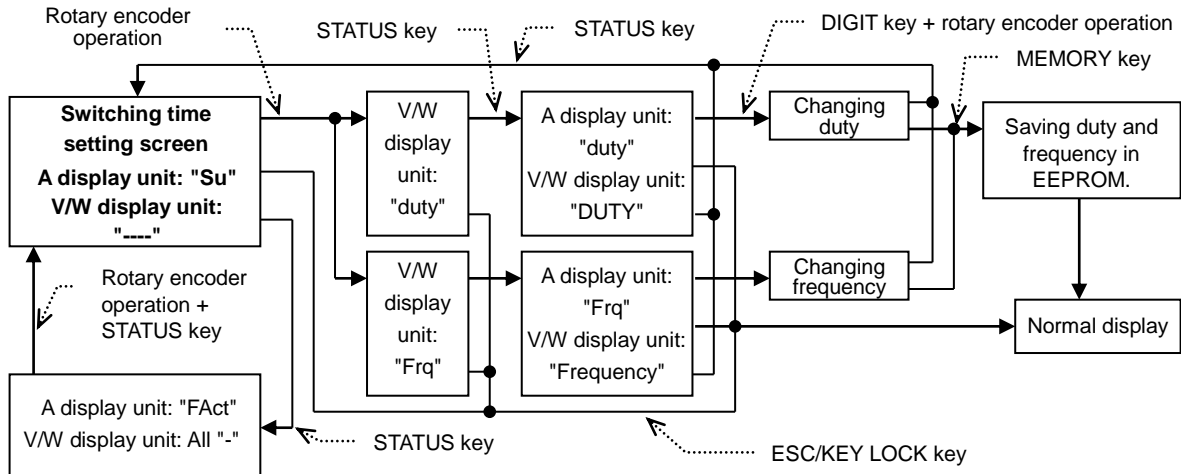 Rotary encoder
operation
STATUS key
STATUS key
DIGIT key + rotary encoder operation
MEMORY key
Switching time
setting screen
A display unit: "Su"
V/W display unit:
"----"
V/W
display
unit:
"duty"
A display unit:
"duty"
V/W display unit:
"DUTY"
Changing
duty
Saving duty and
frequency in
EEPROM.
Rotary encoder
operation +
STATUS key
V/W
display
unit:
"Frq"
A display unit:
"Frq"
V/W display unit:
"Frequency"
Changing
frequency
Normal display
A display unit: "FAct"
V/W display unit: All "-"
STATUS key
ESC/KEY LOCK key